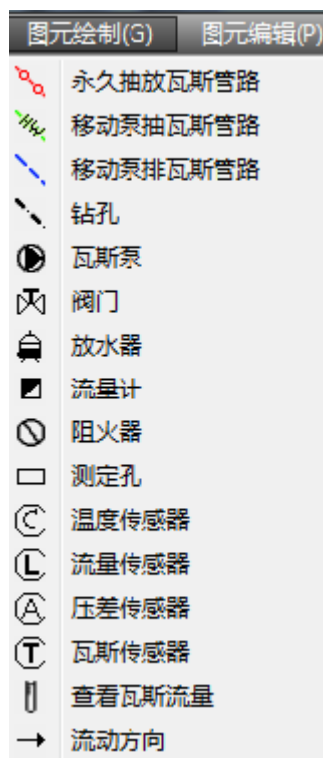 图元绘制(G) 图元编辑(P)
永久抽放瓦斯管路
移动泵抽瓦斯管路
移动泵排瓦斯管路
钻孔
瓦斯泵
阀门
放水器
流量计
阻火器
测定孔
C 温度传感器
L 流量传感器
A 压差传感器
T 瓦斯传感器
查看瓦斯流量
流动方向